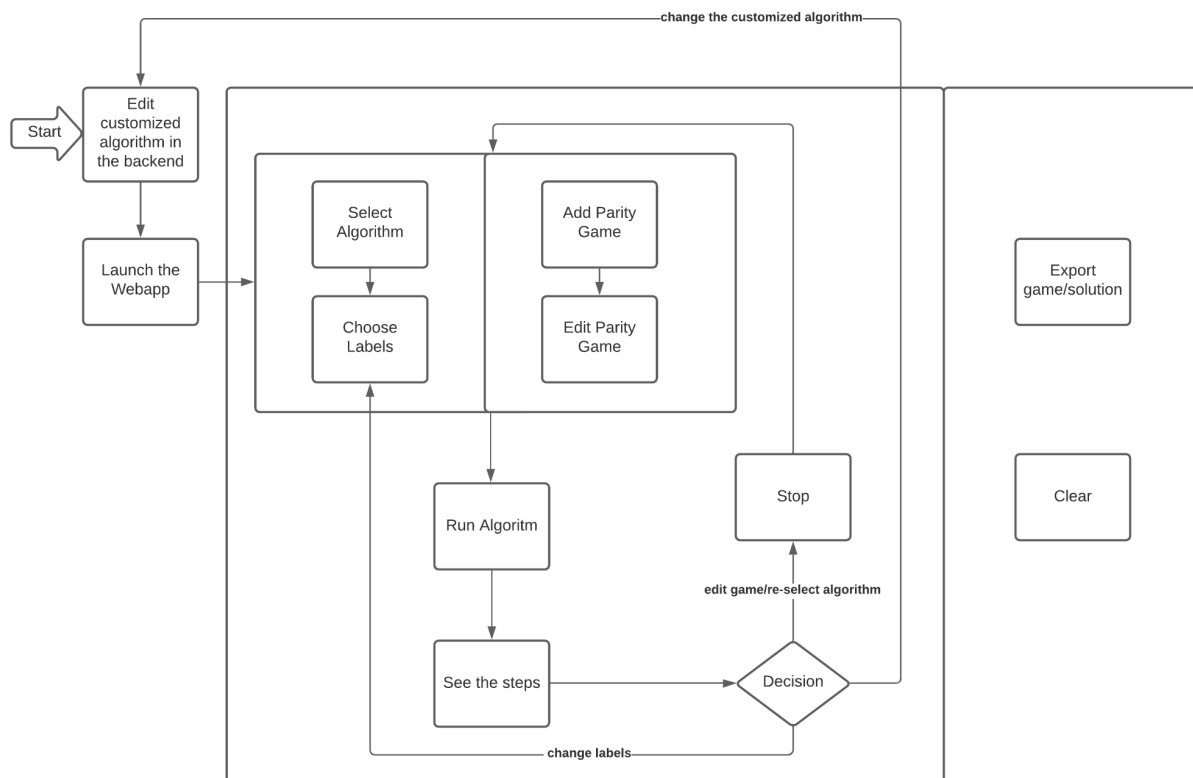 change the customized algorithm
Start
Edit
customized
algorithm in
the backend
Select
Algorithm
Add Parity
Game
Launch the
Webapp
Export
game/solution
Choose
Labels
Edit Parity
Game
Run Algoritm
Stop
Clear
edit game/re-select algorithm
See the steps
Decision
change labels